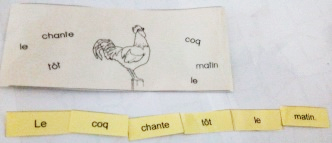 chante
coq
le
tôt
matin
le
Le coq chante tôt le matin.